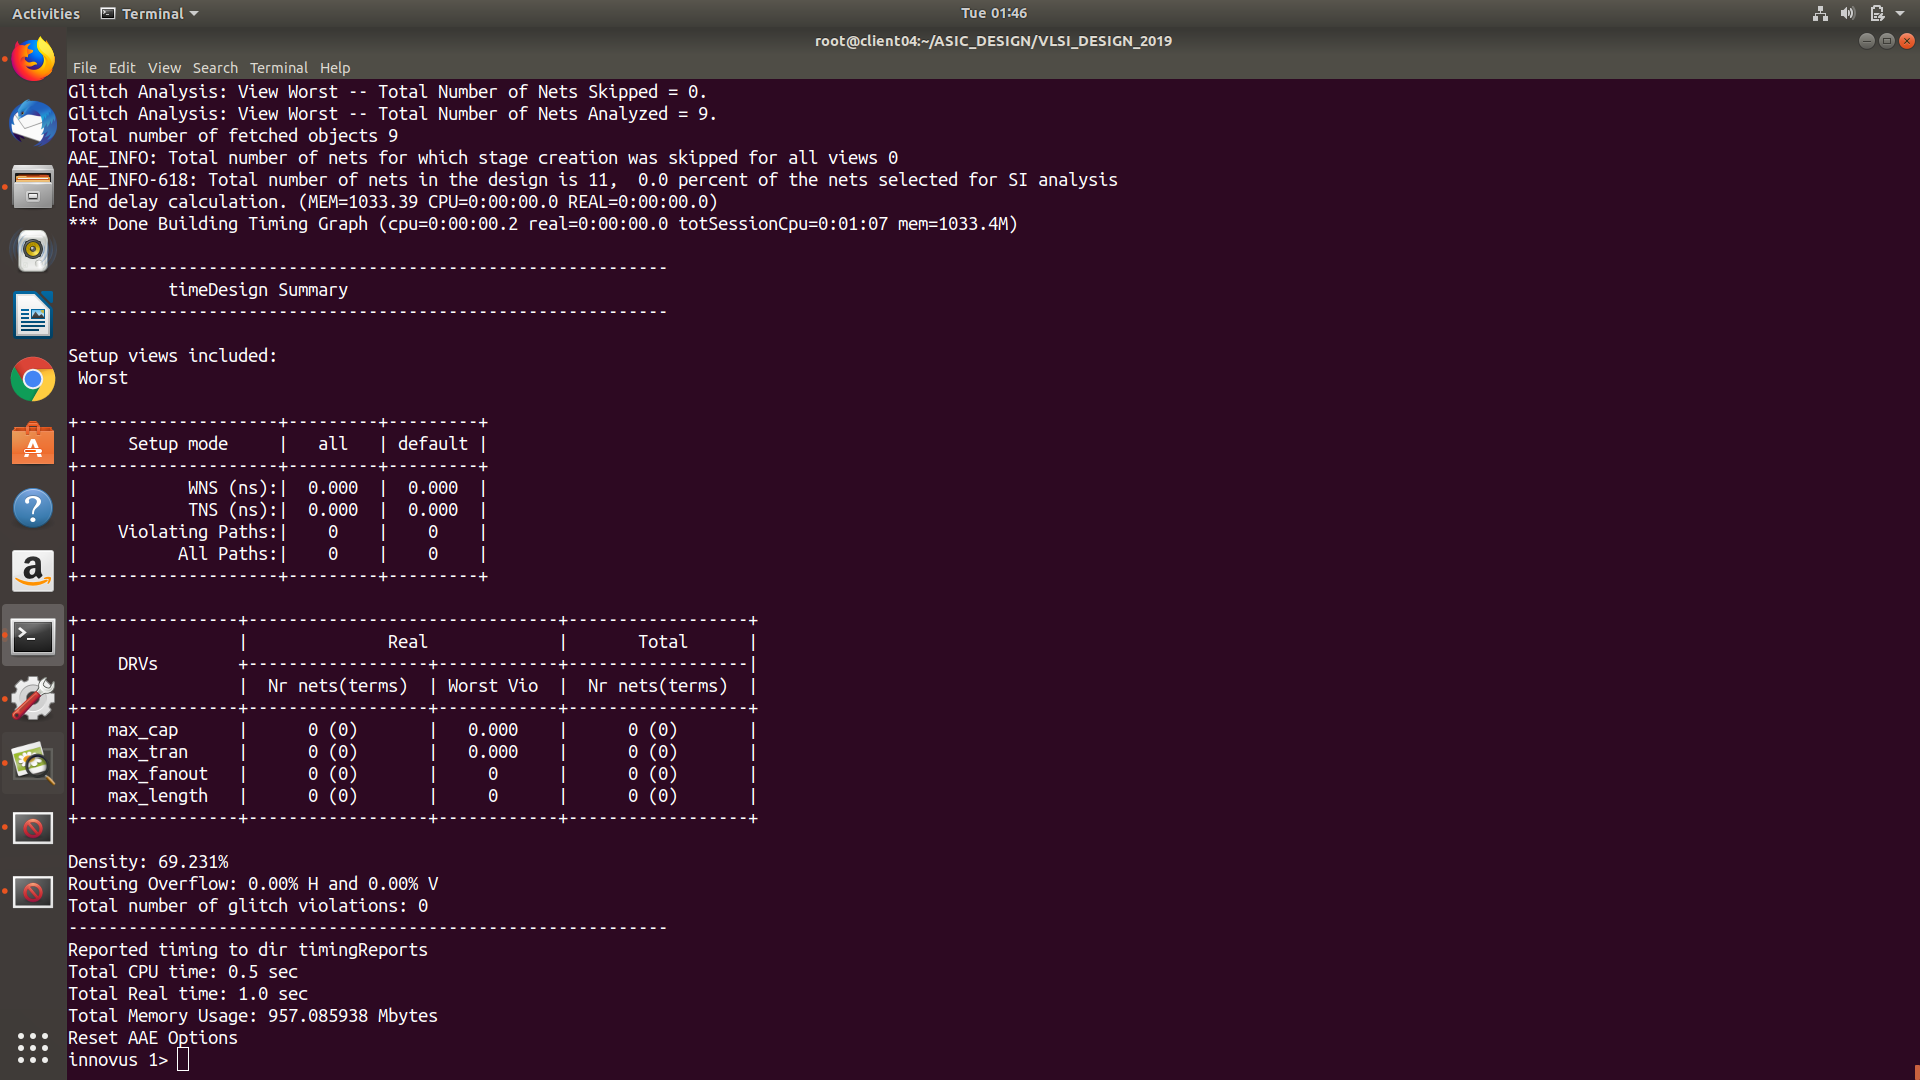 Activities Terminal Tue 01:46
root@client04:~/ASIC_DESIGN/VLSI_DESIGN_2019
File Edit View Search Terminal Help
Glitch Analysis: View Worst -- Total Number of Nets Skipped = 0.
Glitch Analysis: View Worst -- Total Number of Nets Analyzed = 9.
Total number of fetched objects 9
AAE_INFO: Total number of nets for which stage creation was skipped for all views 0
AAE_INFO-618: Total number of nets in the design is 11,  0.0 percent of the nets selected for SI analysis
End delay calculation. (MEM=1033.39 CPU=0:00:00.0 REAL=0:00:00.0)
*** Done Building Timing Graph (cpu=0:00:00.2 real=0:00:00.0 totSessionCpu=0:01:07 mem=1033.4M)
------------------------------------------------------------
          timeDesign Summary
------------------------------------------------------------
Setup views included:
 Worst
+--------------------+---------+---------+
|     Setup mode     |   all   | default |
+--------------------+---------+---------+
|           WNS (ns):|  0.000  |  0.000  |
|           TNS (ns):|  0.000  |  0.000  |
|    Violating Paths:|    0    |    0    |
|          All Paths:|    0    |    0    |
+--------------------+---------+---------+
+----------------+-------------------------------+------------------+
|                |              Real             |       Total      |
|    DRVs        +------------------+------------+------------------|
|                |  Nr nets(terms)  | Worst Vio  |  Nr nets(terms)  |
+----------------+------------------+------------+------------------+
|   max_cap      |      0 (0)       |   0.000    |      0 (0)       |
|   max_tran     |      0 (0)       |   0.000    |      0 (0)       |
|   max_fanout   |      0 (0)       |     0      |      0 (0)       |
|   max_length   |      0 (0)       |     0      |      0 (0)       |
+----------------+------------------+------------+------------------+
Density: 69.231%
Routing Overflow: 0.00% H and 0.00% V
Total number of glitch violations: 0
------------------------------------------------------------
Reported timing to dir timingReports
Total CPU time: 0.5 sec
Total Real time: 1.0 sec
Total Memory Usage: 957.085938 Mbytes
Reset AAE Options
innovus 1>